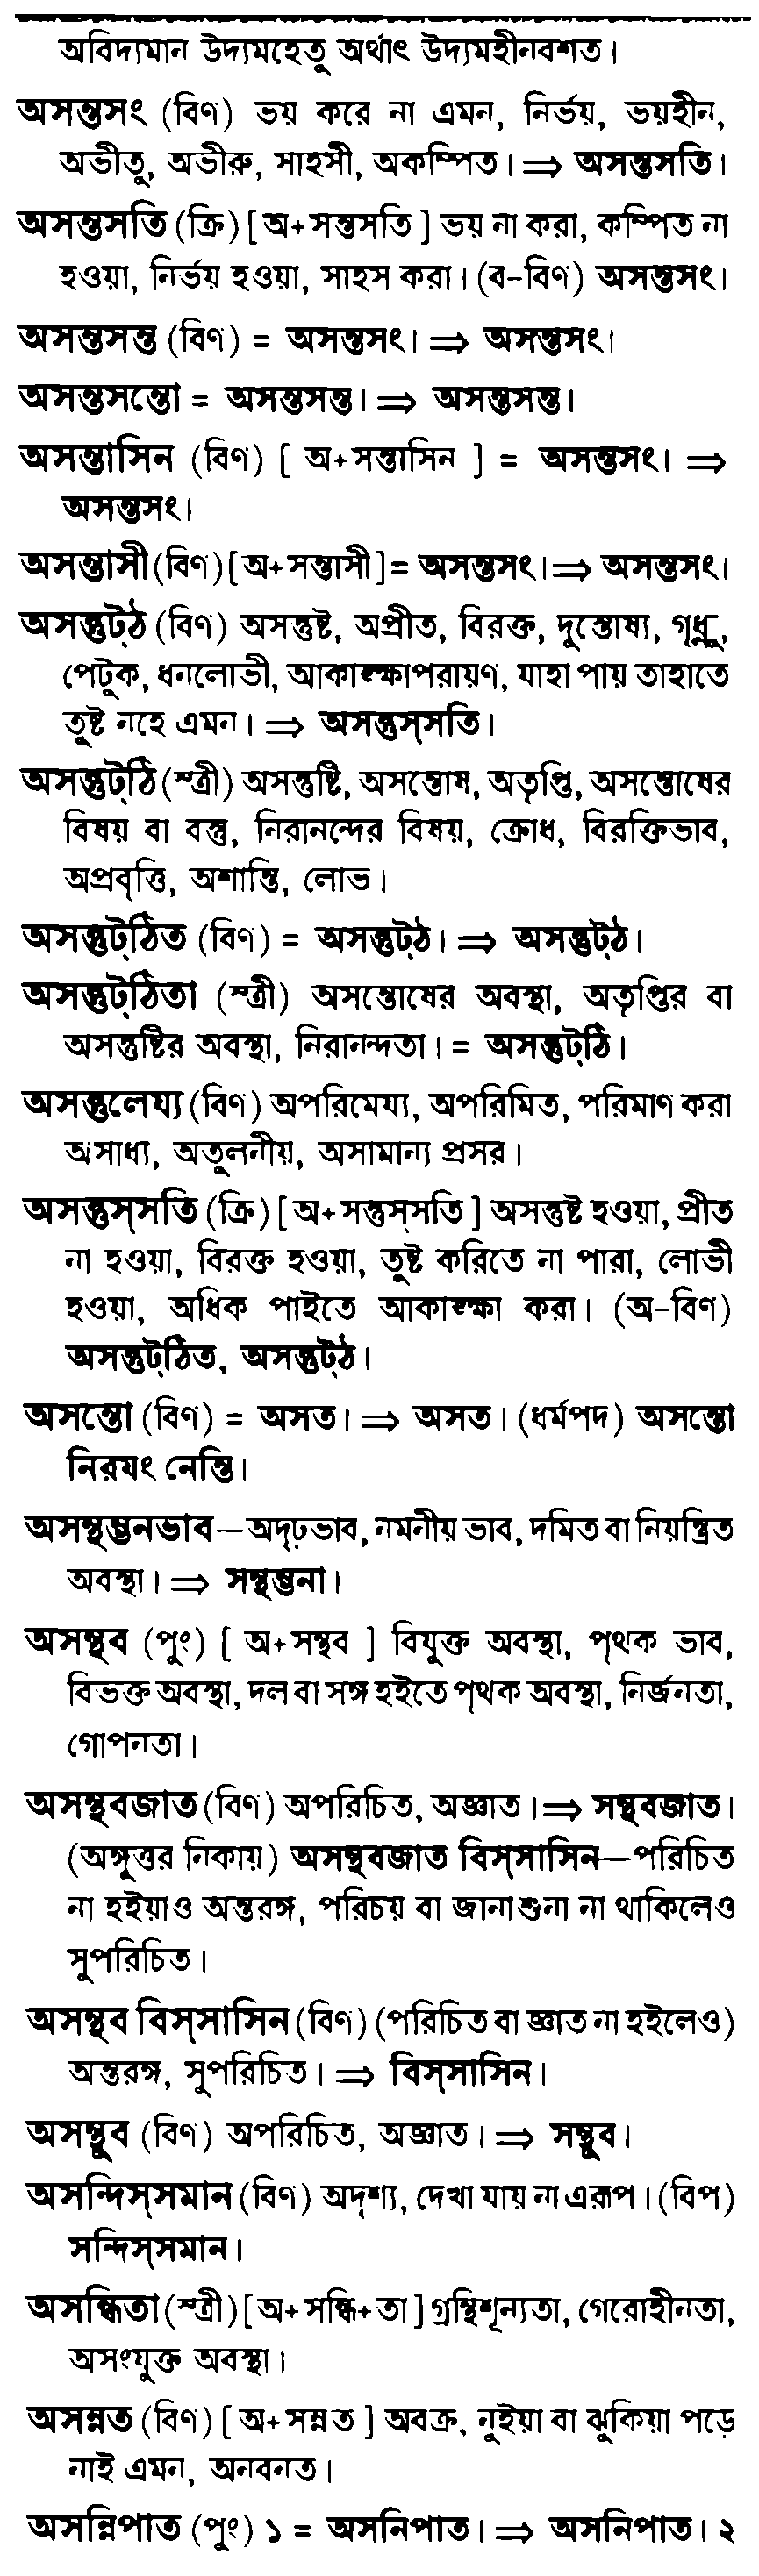 অবিদ্যমান উদ্যমহেতু অর্থাৎ উদ্যমহীনবশত।
অসন্তসং (বিণ) ভয় করে না এমন, নির্ভয়, ভয়হীন,
অভীতু, অভীরু, সাহসী, অকম্পিত। ⇒ অসন্তসতি।
অসন্তসতি (ক্রি) [ অ+সন্তসতি ] ভয় না করা, কম্পিত না
হওয়া, নির্ভয় হওয়া, সাহস করা। (ব-বিণ) অসন্তসং।
অসন্তসন্ত (বিণ) = অসন্তসং। ⇒ অসন্তসং।
অসন্তসন্তো = অসন্তসন্ত। ⇒ অসন্তসন্ত।
অসন্তাসিন (বিণ) [ অ+সন্তাসিন ] = অসন্তসং। ⇒
অসন্তসং।
অসন্তাসী (বিণ) [ অ+সন্তাসী ] = অসন্তসং। ⇒ অসন্তসং।
অসন্তুট্‌ঠ (বিণ) অসন্তুষ্ট, অপ্রীত, বিরক্ত, দুস্তোষ্য, গৃধ্নু,
পেটুক, ধনলোভী, আকাঙ্ক্ষাপরায়ণ, যাহা পায় তাহাতে
তুষ্ট নহে এমন। ⇒ অসন্তুস্‌সতি।
অসন্তুট্‌ঠি (স্ত্রী) অসন্তুষ্টি, অসন্তোষ, অতৃপ্তি, অসন্তোষের
বিষয় বা বস্তু, নিরানন্দের বিষয়, ক্রোধ, বিরক্তিভাব,
অপ্রবৃত্তি, অশান্তি, লোভ।
অসন্তুট্‌ঠিত (বিণ) = অসন্তুট্‌ঠ। ⇒ অসন্তুট্‌ঠ।
অসন্তুট্‌ঠিতা (স্ত্রী) অসন্তোষের অবস্থা, অতৃপ্তির বা
অসন্তুষ্টির অবস্থা, নিরানন্দতা। = অসন্তুট্‌ঠি।
অসন্তুলেয্য (বিণ) অপরিমেয্য, অপরিমিত, পরিমাণ করা
অসাধ্য, অতুলনীয়, অসামান্য প্রসর।
অসন্তুস্‌সতি (ক্রি) [ অ+সন্তুস্‌সতি ] অসন্তুষ্ট হওয়া, প্রীত
না হওয়া, বিরক্ত হওয়া, তুষ্ট করিতে না পারা, লোভী
হওয়া, অধিক পাইতে আকাঙ্ক্ষা করা। (অ-বিণ)
অসন্তুট্‌ঠিত, অসন্তুট্‌ঠ।
অসন্তো (বিণ) = অসত। ⇒ অসত। (ধর্মপদ) অসন্তো
নিরযং নেন্তি।
অসন্থম্ভনভাব—অদৃঢ়ভাব, নমনীয় ভাব, দমিত বা নিয়ন্ত্রিত
অবস্থা। ⇒ সন্থম্ভনা।
অসন্থব (পুং) [ অ+সন্থব ] বিযুক্ত অবস্থা, পৃথক ভাব,
বিভক্ত অবস্থা, দল বা সঙ্গ হইতে পৃথক অবস্থা, নির্জনতা,
গোপনতা।
অসন্থবজাত (বিণ) অপরিচিত, অজ্ঞাত। ⇒ সন্থবজাত।
(অঙ্গুত্তর নিকায়) অসন্থবজাত বিস্‌সাসিন—পরিচিত
না হইয়াও অন্তরঙ্গ, পরিচয় বা জানাশুনা না থাকিলেও
সুপরিচিত।
অসন্থব বিস্‌সাসিন (বিণ) (পরিচিত বা জ্ঞাত না হইলেও)
অন্তরঙ্গ, সুপরিচিত। ⇒ বিস্‌সাসিন।
অসন্থুব (বিণ) অপরিচিত, অজ্ঞাত। ⇒ সন্থুব।
অসন্দিস্‌সমান (বিণ) অদৃশ্য, দেখা যায় না এরূপ। (বিপ)
সন্দিস্‌সমান।
অসন্ধিতা (স্ত্রী) [ অ+সন্ধি+তা ] গ্রন্থিশূন্যতা, গেরোহীনতা,
অসংযুক্ত অবস্থা।
অসন্নত (বিণ) [ অ+সন্নত ] অবক্র, নুইয়া বা ঝুকিয়া পড়ে
নাই এমন, অনবনত।
অসন্নিপাত (পুং) ১ = অসনিপাত। ⇒ অসনিপাত। ২